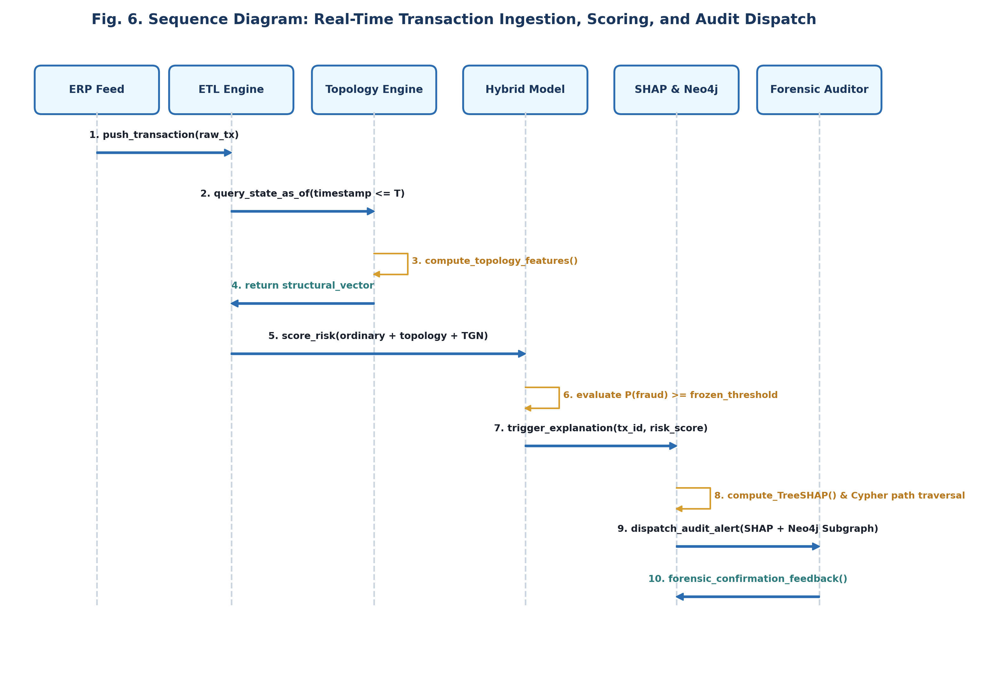 Fig. 6. Sequence Diagram: Real-Time Transaction Ingestion, Scoring, and Audit Dispatch
ERP Feed
ETL Engine
Topology Engine
Hybrid Model
SHAP & Neo4j
Forensic Auditor
1. push_transaction(raw_tx)
2. query_state_as_of(timestamp <= T)
3. compute_topology_features()
4. return structural_vector
5. score_risk(ordinary + topology + TGN)
6. evaluate P(fraud) >= frozen_threshold
7. trigger_explanation(tx_id, risk_score)
8. compute_TreeSHAP() & Cypher path traversal
9. dispatch_audit_alert(SHAP + Neo4j Subgraph)
10. forensic_confirmation_feedback()